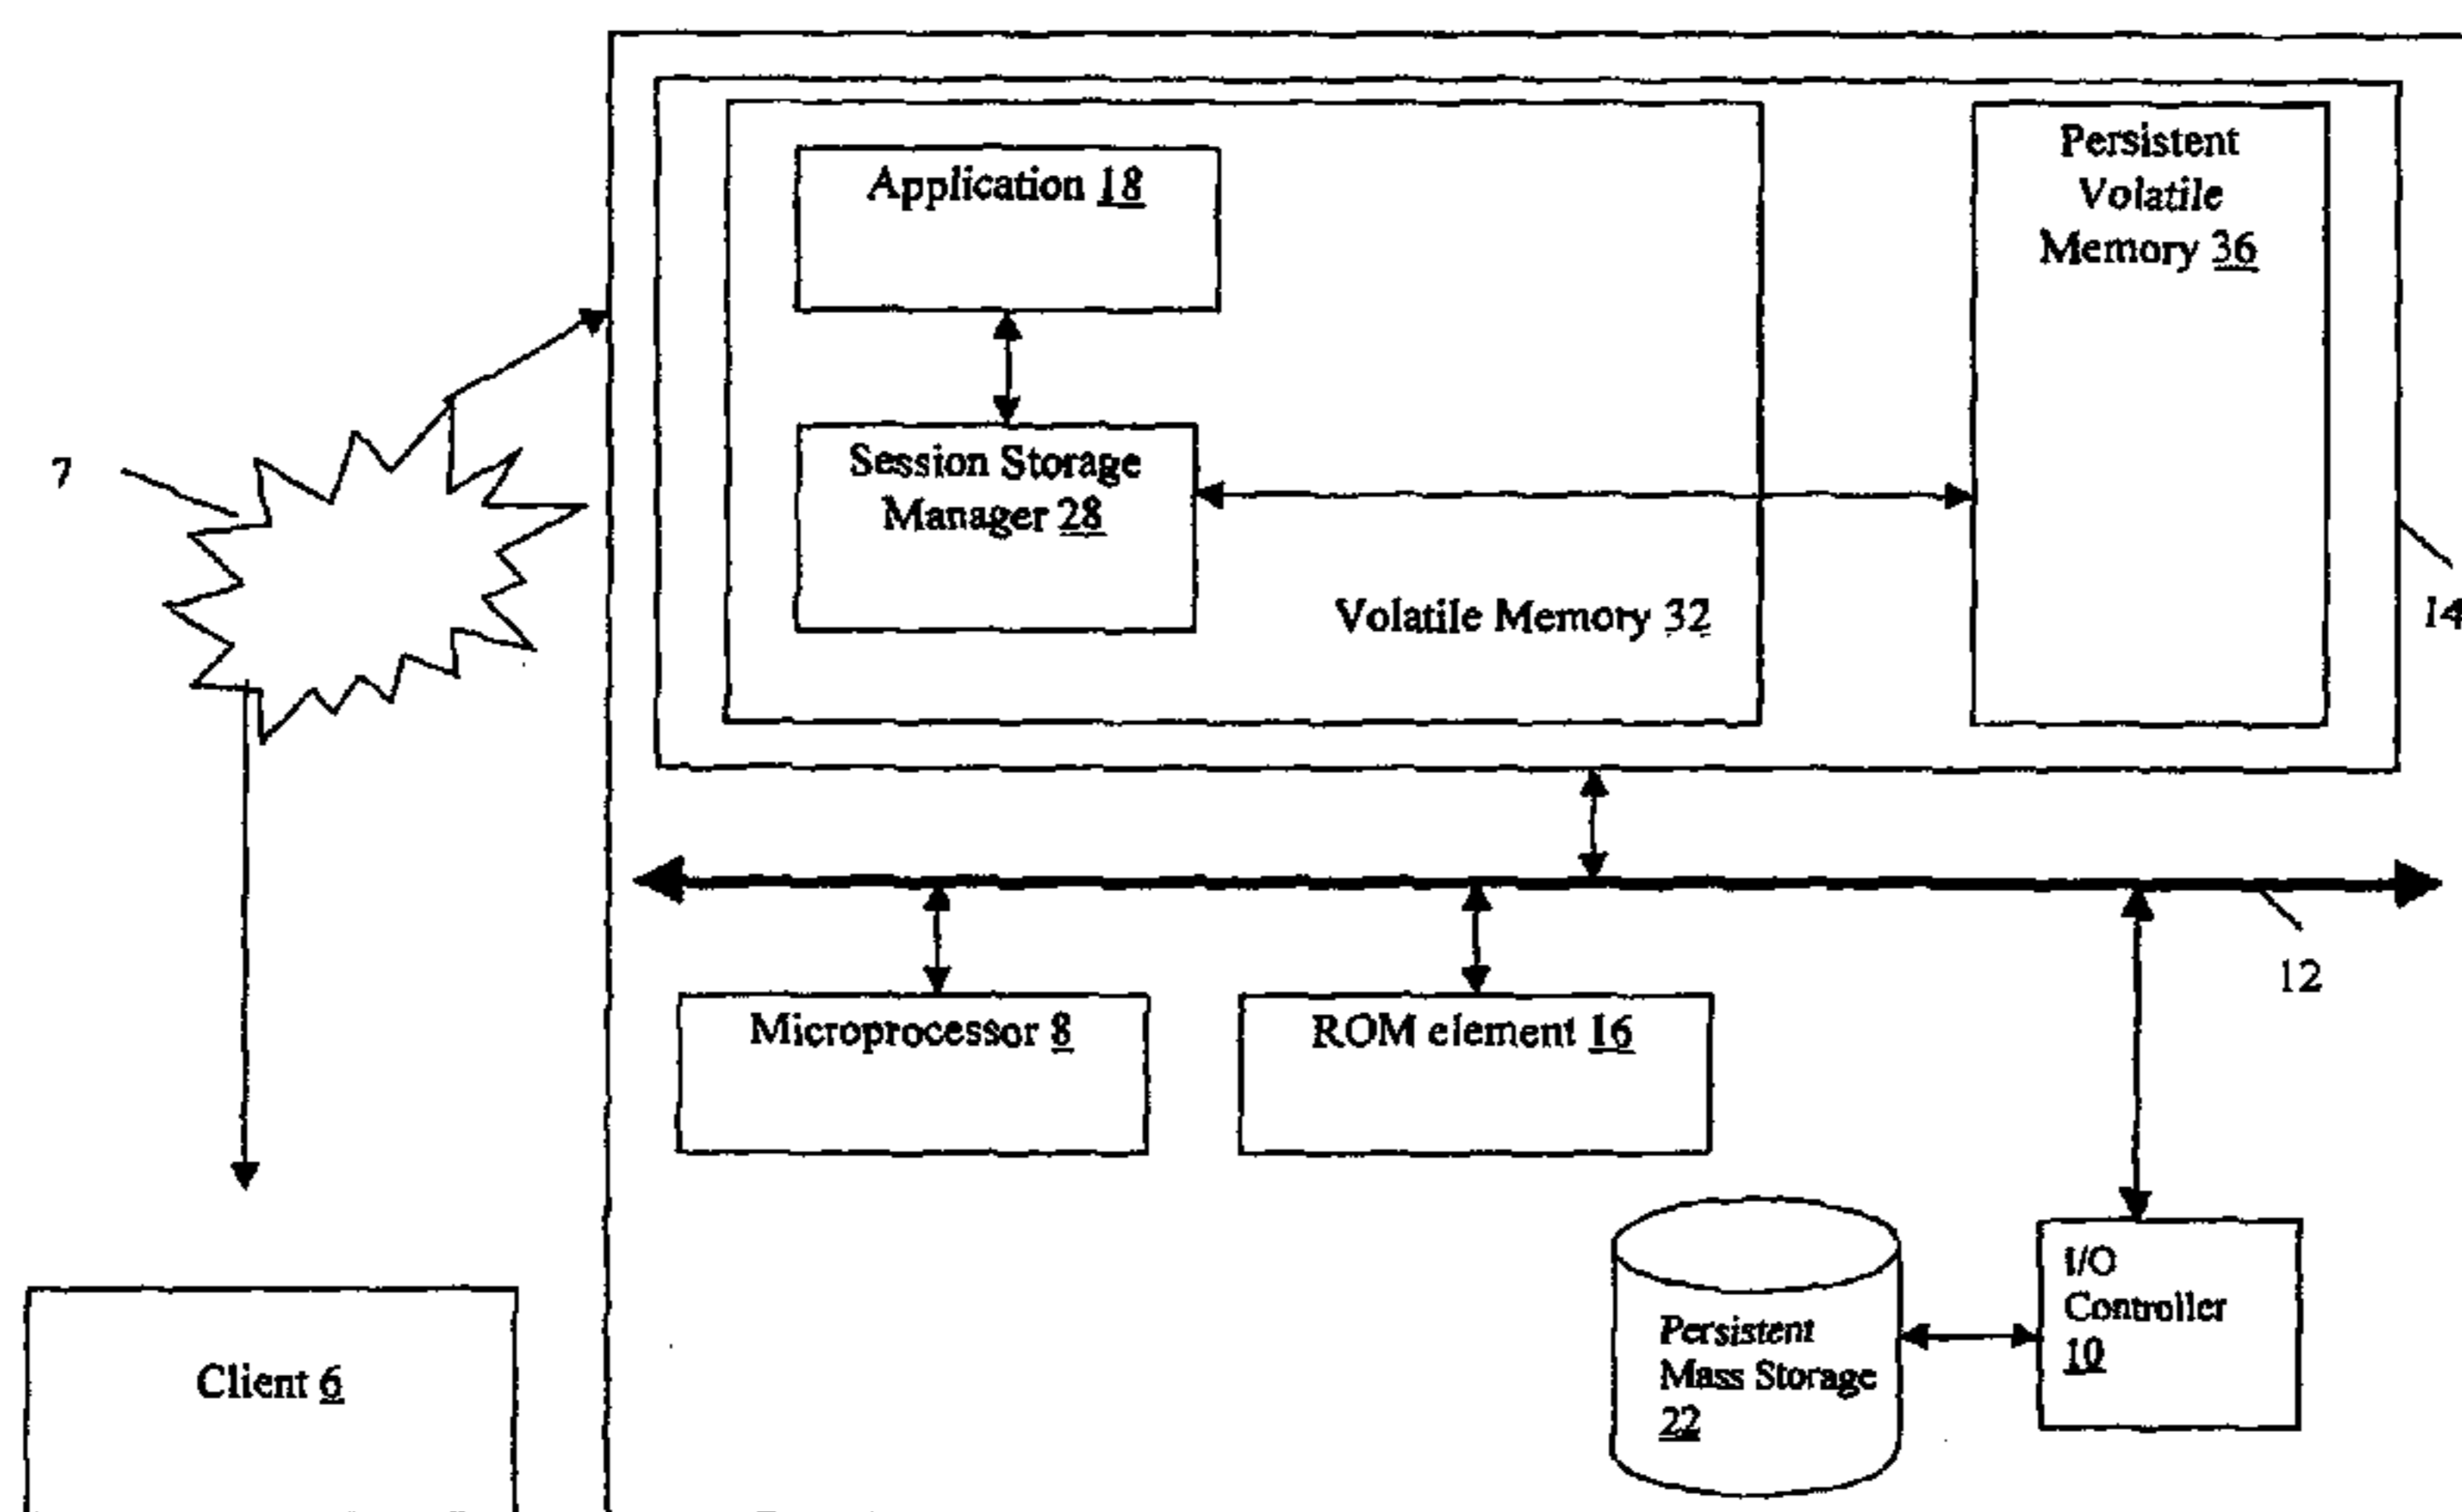 Application 18
Persistent
Volatile
Memory 36
7
Session Storage
Manager 28
Volatile Memory 32
14
12
Microprocessor 8
ROM element 16
I/O
Controller
10
Persistent
Mass Storage
22
Client 6